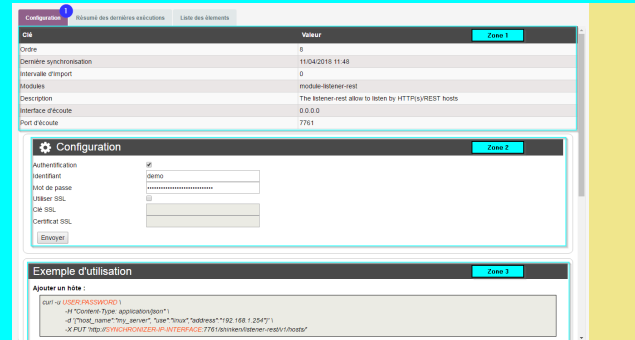 1
Configuration Résumé des dernières exécutions Liste des éléments
Clé Valeur Zone 1
Ordre 8
Dernière synchronisation 11/04/2018 11:48
Intervalle d'import 0
Modules module-listener-rest
Description The listener-rest allow to listen by HTTP(s)/REST hosts
Interface d'écoute 0.0.0.0
Port d'écoute 7761
Configuration Zone 2
Authentification
Identifiant demo
Mot de passe ••••••••••••••••••••••••••••
Utiliser SSL
Clé SSL
Certificat SSL
Envoyer
Exemple d'utilisation Zone 3
Ajouter un hôte :
curl -u USER:PASSWORD \
-H "Content-Type: application/json" \
-d '{"host_name":"my_server", "use":"linux","address":"192.168.1.254"}' \
-X PUT "http://SYNCHRONIZER-IP-INTERFACE:7761/shinken/listener-rest/v1/hosts/"